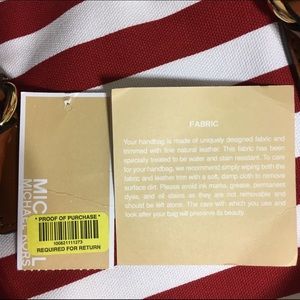 FABRIC
Your handbag is made of uniquely designed fabric and
trimmed with fine natural leather. This fabric has been
specially treated to be water and stain resistant. To care
for your handbag, we recommend simply wiping both the
fabric and leather trim with a soft, damp cloth to remove
surface dirt. Please avoid ink marks, grease, permanent
dyes, and oil stains as they are not removable and
should be left alone. The care with which you use and
look after your bag will preserve its beauty.
MIC L
MICHAEL KORS
* PROOF OF PURCHASE *
100621111273
REQUIRED FOR RETURN